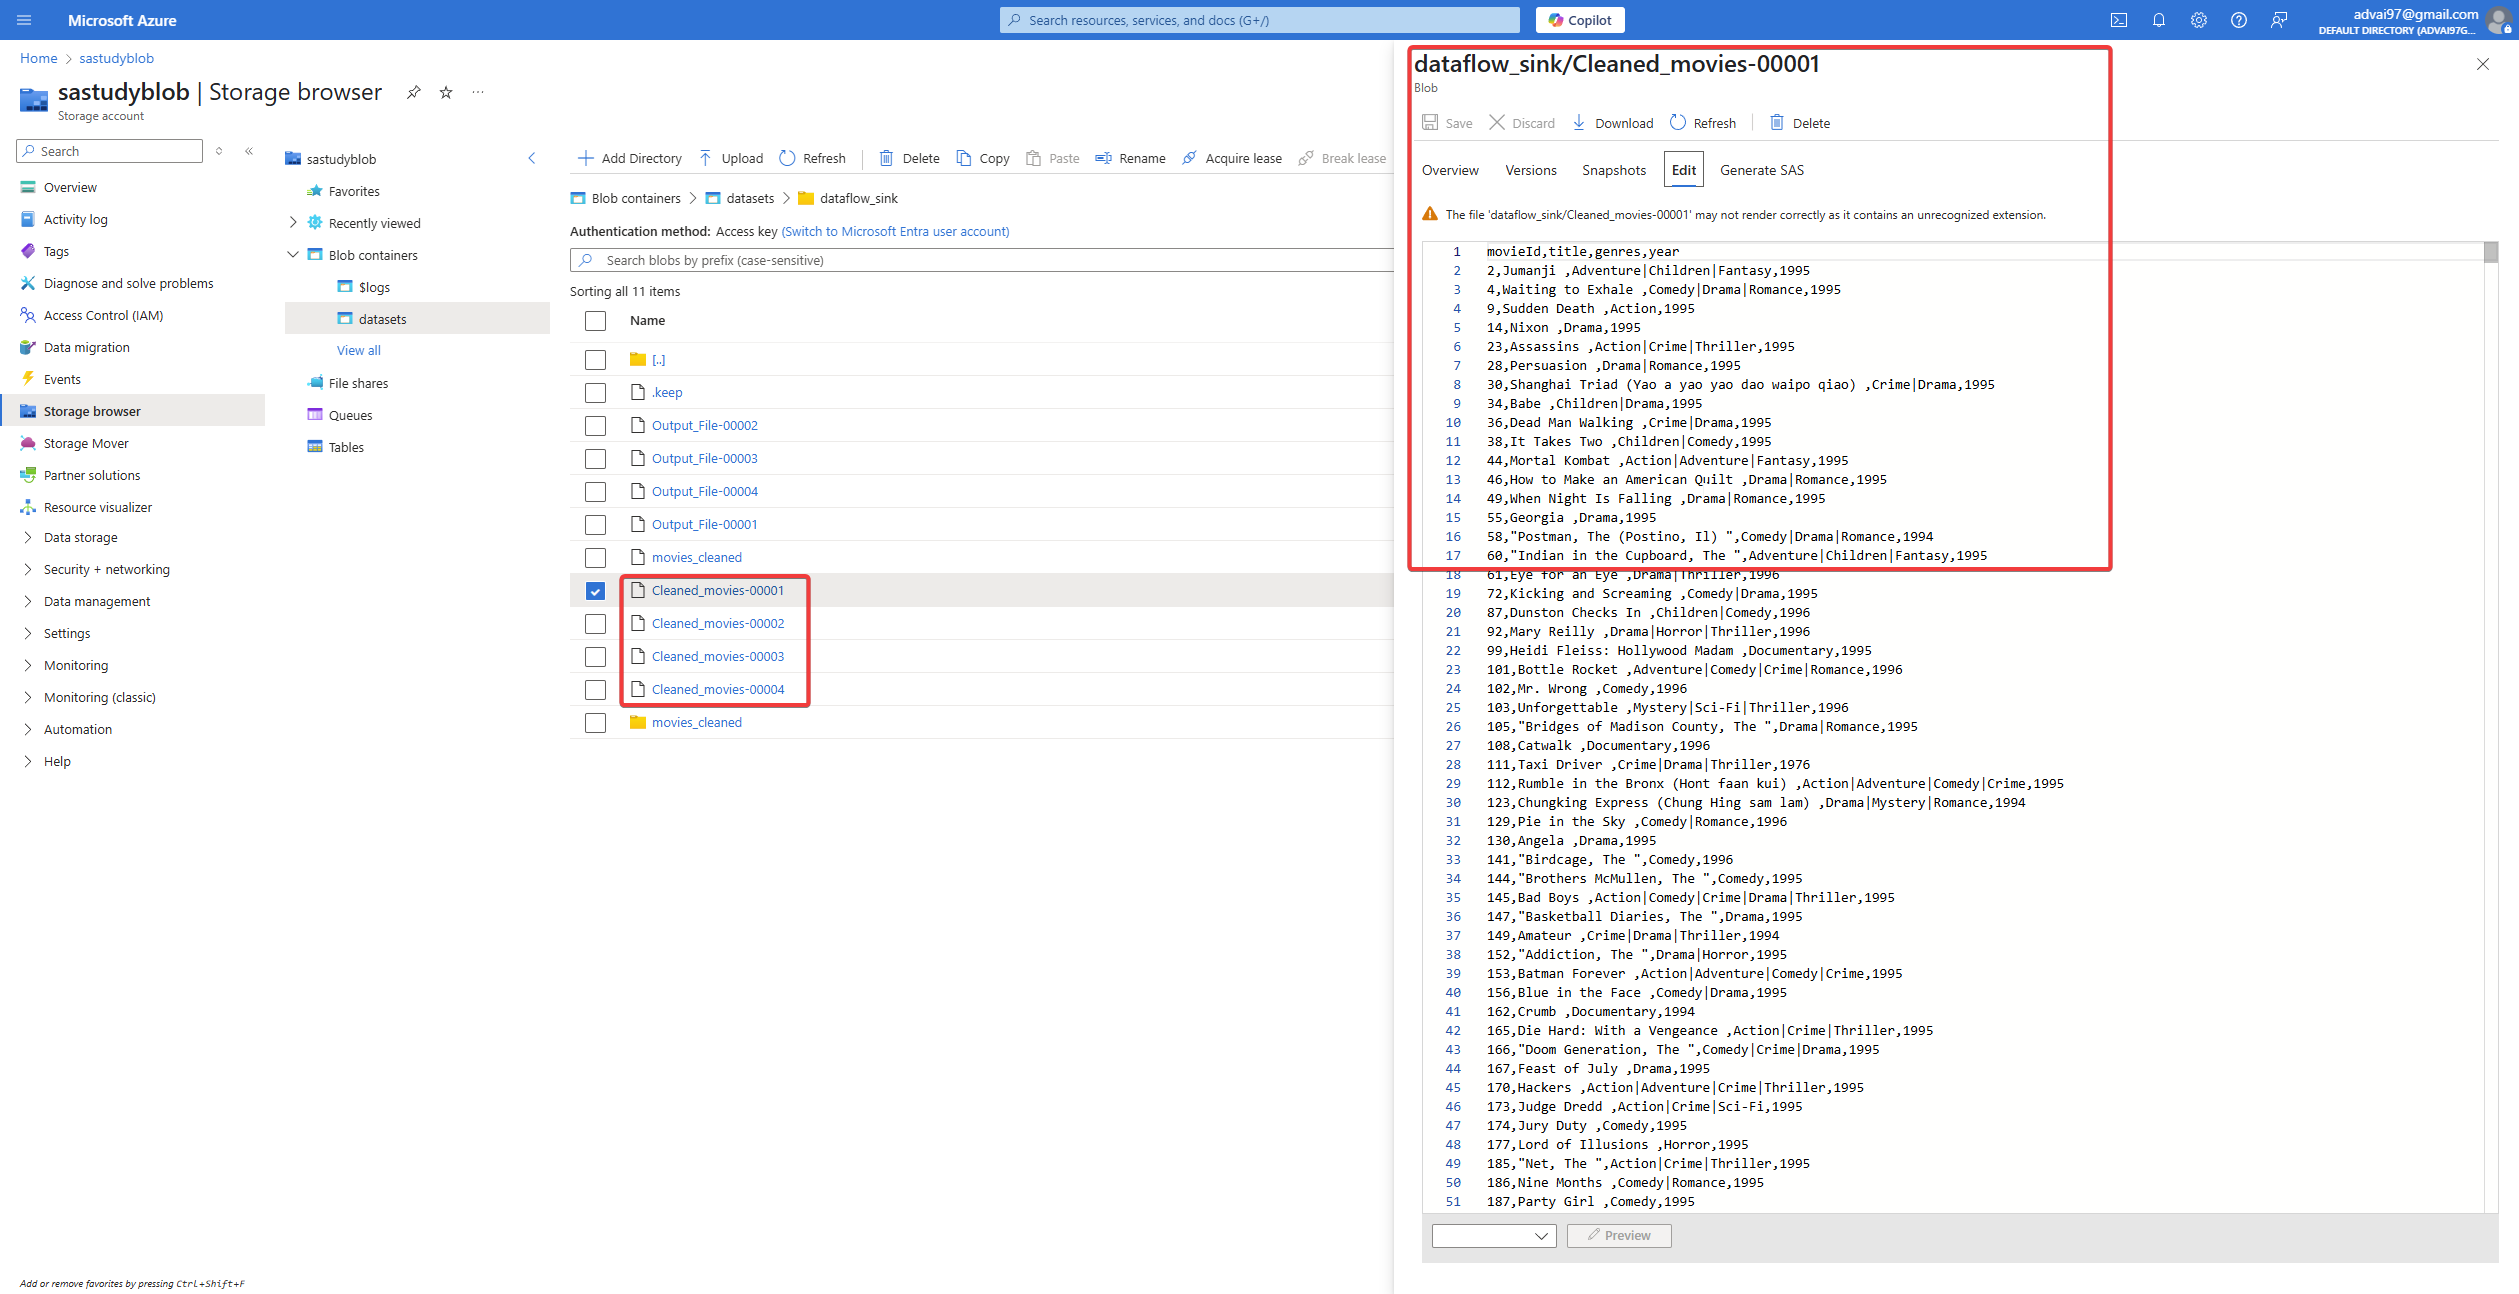 Microsoft Azure
Search resources, services, and docs (G+/)
Copilot
advai97@gmail.com
DEFAULT DIRECTORY (ADVAI97G...
Home > sastudyblob
sastudyblob | Storage browser
Storage account
Search
Overview
Activity log
Tags
Diagnose and solve problems
Access Control (IAM)
Data migration
Events
Storage browser
Storage Mover
Partner solutions
Resource visualizer
Data storage
Security + networking
Data management
Settings
Monitoring
Monitoring (classic)
Automation
Help
Add or remove favorites by pressing Ctrl+Shift+F
sastudyblob
Favorites
Recently viewed
Blob containers
$logs
datasets
View all
File shares
Queues
Tables
Add Directory Upload Refresh Delete Copy Paste Rename Acquire lease Break lease
Blob containers > datasets > dataflow_sink
Authentication method: Access key (Switch to Microsoft Entra user account)
Search blobs by prefix (case-sensitive)
Sorting all 11 items
Name
[..]
.keep
Output_File-00002
Output_File-00003
Output_File-00004
Output_File-00001
movies_cleaned
Cleaned_movies-00001
Cleaned_movies-00002
Cleaned_movies-00003
Cleaned_movies-00004
movies_cleaned
dataflow_sink/Cleaned_movies-00001
Blob
Save Discard Download Refresh Delete
Overview Versions Snapshots Edit Generate SAS
The file 'dataflow_sink/Cleaned_movies-00001' may not render correctly as it contains an unrecognized extension.
1 movieId,title,genres,year
2 2,Jumanji ,Adventure|Children|Fantasy,1995
3 4,Waiting to Exhale ,Comedy|Drama|Romance,1995
4 9,Sudden Death ,Action,1995
5 14,Nixon ,Drama,1995
6 23,Assassins ,Action|Crime|Thriller,1995
7 28,Persuasion ,Drama|Romance,1995
8 30,Shanghai Triad (Yao a yao yao dao waipo qiao) ,Crime|Drama,1995
9 34,Babe ,Children|Drama,1995
10 36,Dead Man Walking ,Crime|Drama,1995
11 38,It Takes Two ,Children|Comedy,1995
12 44,Mortal Kombat ,Action|Adventure|Fantasy,1995
13 46,How to Make an American Quilt ,Drama|Romance,1995
14 49,When Night Is Falling ,Drama|Romance,1995
15 55,Georgia ,Drama,1995
16 58,"Postman, The (Postino, Il) ",Comedy|Drama|Romance,1994
17 60,"Indian in the Cupboard, The ",Adventure|Children|Fantasy,1995
18 61,Eye for an Eye ,Drama|Thriller,1996
19 72,Kicking and Screaming ,Comedy|Drama,1995
20 87,Dunston Checks In ,Children|Comedy,1996
21 92,Mary Reilly ,Drama|Horror|Thriller,1996
22 99,Heidi Fleiss: Hollywood Madam ,Documentary,1995
23 101,Bottle Rocket ,Adventure|Comedy|Crime|Romance,1996
24 102,Mr. Wrong ,Comedy,1996
25 103,Unforgettable ,Mystery|Sci-Fi|Thriller,1996
26 105,"Bridges of Madison County, The ",Drama|Romance,1995
27 108,Catwalk ,Documentary,1996
28 111,Taxi Driver ,Crime|Drama|Thriller,1976
29 112,Rumble in the Bronx (Hont faan kui) ,Action|Adventure|Comedy|Crime,1995
30 123,Chungking Express (Chung Hing sam lam) ,Drama|Mystery|Romance,1994
31 129,Pie in the Sky ,Comedy|Romance,1996
32 130,Angela ,Drama,1995
33 141,"Birdcage, The ",Comedy,1996
34 144,"Brothers McMullen, The ",Comedy,1995
35 145,Bad Boys ,Action|Comedy|Crime|Drama|Thriller,1995
36 147,"Basketball Diaries, The ",Drama,1995
37 149,Amateur ,Crime|Drama|Thriller,1994
38 152,"Addiction, The ",Drama|Horror,1995
39 153,Batman Forever ,Action|Adventure|Comedy|Crime,1995
40 156,Blue in the Face ,Comedy|Drama,1995
41 162,Crumb ,Documentary,1994
42 165,Die Hard: With a Vengeance ,Action|Crime|Thriller,1995
43 166,"Doom Generation, The ",Comedy|Crime|Drama,1995
44 167,Feast of July ,Drama,1995
45 170,Hackers ,Action|Adventure|Crime|Thriller,1995
46 173,Judge Dredd ,Action|Crime|Sci-Fi,1995
47 174,Jury Duty ,Comedy,1995
48 177,Lord of Illusions ,Horror,1995
49 185,"Net, The ",Action|Crime|Thriller,1995
50 186,Nine Months ,Comedy|Romance,1995
51 187,Party Girl ,Comedy,1995
Preview